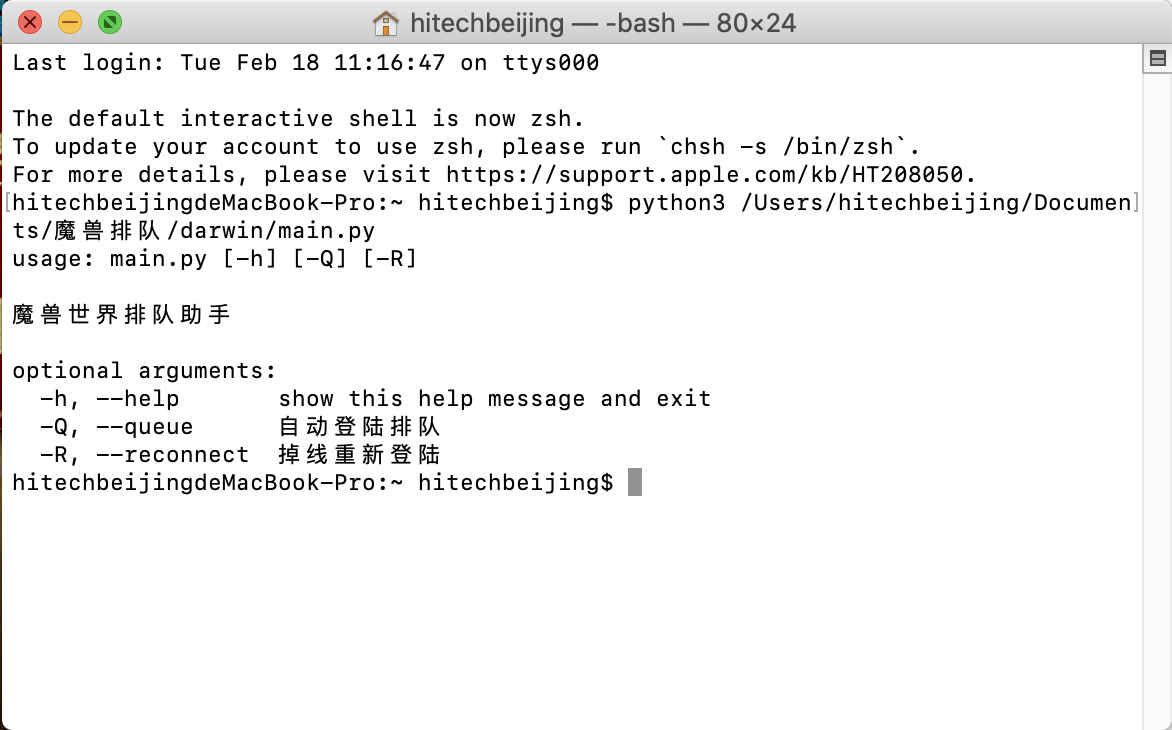 hitechbeijing — -bash — 80×24
Last login: Tue Feb 18 11:16:47 on ttys000
The default interactive shell is now zsh.
To update your account to use zsh, please run `chsh -s /bin/zsh`.
For more details, please visit https://support.apple.com/kb/HT208050.
[hitechbeijingdeMacBook-Pro:~ hitechbeijing$ python3 /Users/hitechbeijing/Documen]
ts/魔兽排队/darwin/main.py
usage: main.py [-h] [-Q] [-R]
魔兽世界排队助手
optional arguments:
  -h, --help       show this help message and exit
  -Q, --queue      自动登陆排队
  -R, --reconnect  掉线重新登陆
hitechbeijingdeMacBook-Pro:~ hitechbeijing$